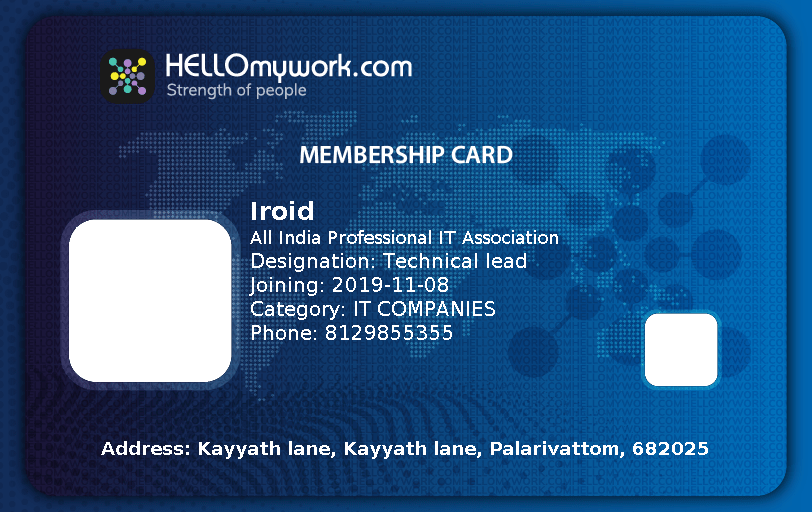 HELLOmywork.com
Strength of people
MEMBERSHIP CARD
Iroid
All India Professional IT Association
Designation: Technical lead
Joining: 2019-11-08
Category: IT COMPANIES
Phone: 8129855355
Address: Kayyath lane, Kayyath lane, Palarivattom, 682025